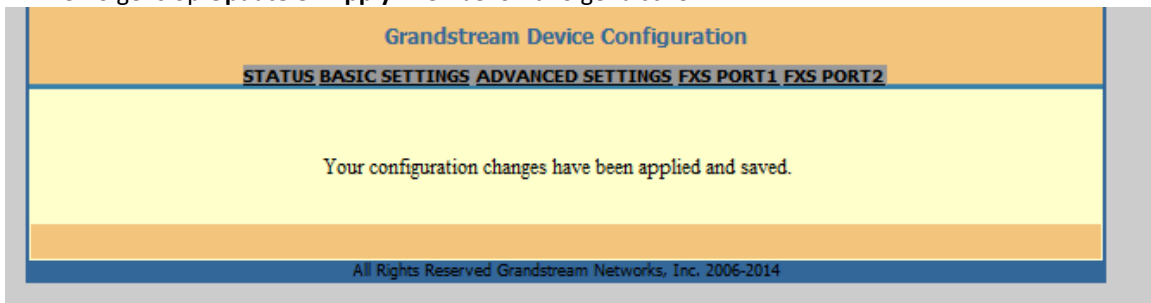 Grandstream Device Configuration
STATUS BASIC SETTINGS ADVANCED SETTINGS FXS PORT1 FXS PORT2
Your configuration changes have been applied and saved.
All Rights Reserved Grandstream Networks, Inc. 2006-2014